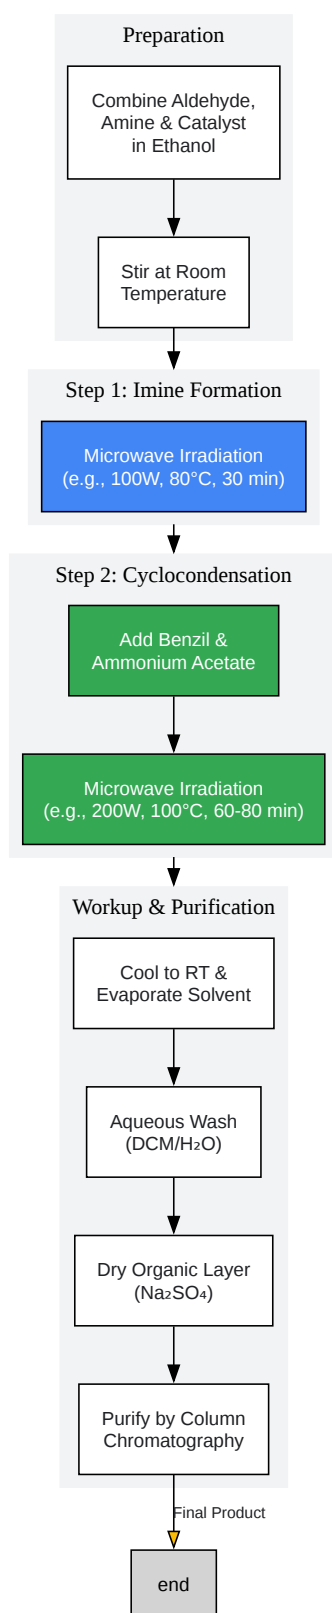 Preparation
Combine Aldehyde,
Amine & Catalyst
in Ethanol
Stir at Room
Temperature
Step 1: Imine Formation
Microwave Irradiation
(e.g., 100W, 80°C, 30 min)
Step 2: Cyclocondensation
Add Benzil &
Ammonium Acetate
Microwave Irradiation
(e.g., 200W, 100°C, 60-80 min)
Workup & Purification
Cool to RT &
Evaporate Solvent
Aqueous Wash
(DCM/H₂O)
Dry Organic Layer
(Na₂SO₄)
Purify by Column
Chromatography
Final Product
end